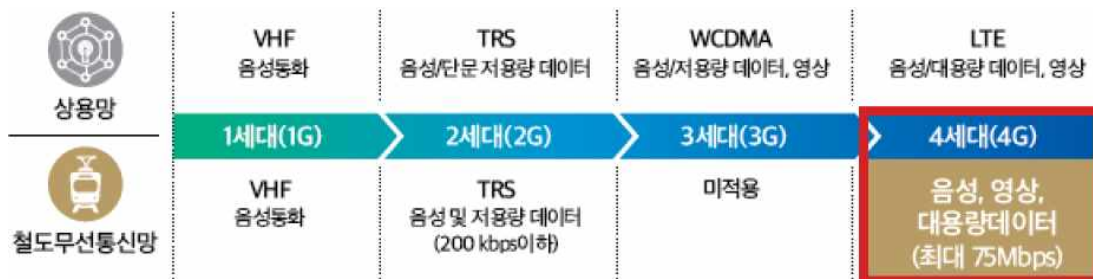 상용망
VHF
음성통화
TRS
음성/단문 저용량 데이터
WCDMA
음성/저용량 데이터, 영상
LTE
음성/대용량 데이터, 영상
1세대(1G)
2세대(2G)
3세대(3G)
4세대(4G)
철도무선통신망
VHF
음성통화
TRS
음성 및 저용량 데이터
(200 kbps이하)
미적용
음성, 영상,
대용량데이터
(최대 75Mbps)